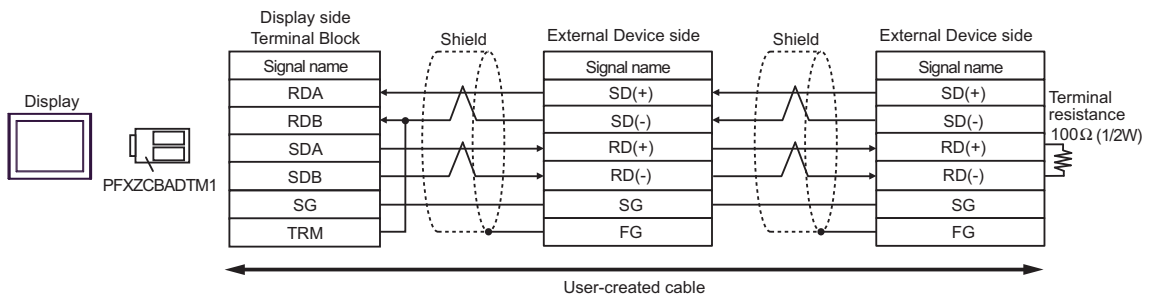 Display
PFXZCBADTM1
Display side
Terminal Block
Signal name
RDA
RDB
SDA
SDB
SG
TRM
Shield
External Device side
Signal name
SD(+)
SD(-)
RD(+)
RD(-)
SG
FG
Shield
External Device side
Signal name
SD(+)
SD(-)
RD(+)
RD(-)
SG
FG
Terminal
resistance
100Ω (1/2W)
User-created cable